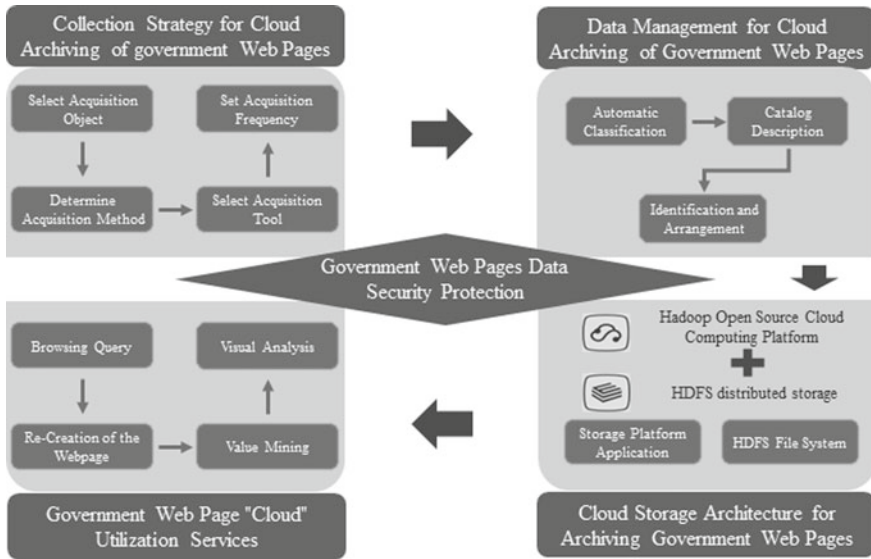 Collection Strategy for Cloud
Archiving of government Web Pages
Select Acquisition
Object
Set Acquisition
Frequency
Determine
Acquisition Method
Select Acquisition
Tool
Data Management for Cloud
Archiving of Government Web Pages
Automatic
Classification
Catalog
Description
Identification and
Arrangement
Government Web Pages Data
Security Protection
Browsing Query
Visual Analysis
Re-Creation of the
Webpage
Value Mining
Government Web Page "Cloud"
Utilization Services
Hadoop Open Source Cloud
Computing Platform
HDFS distributed storage
Storage Platform
Application
HDFS File System
Cloud Storage Architecture for
Archiving Government Web Pages